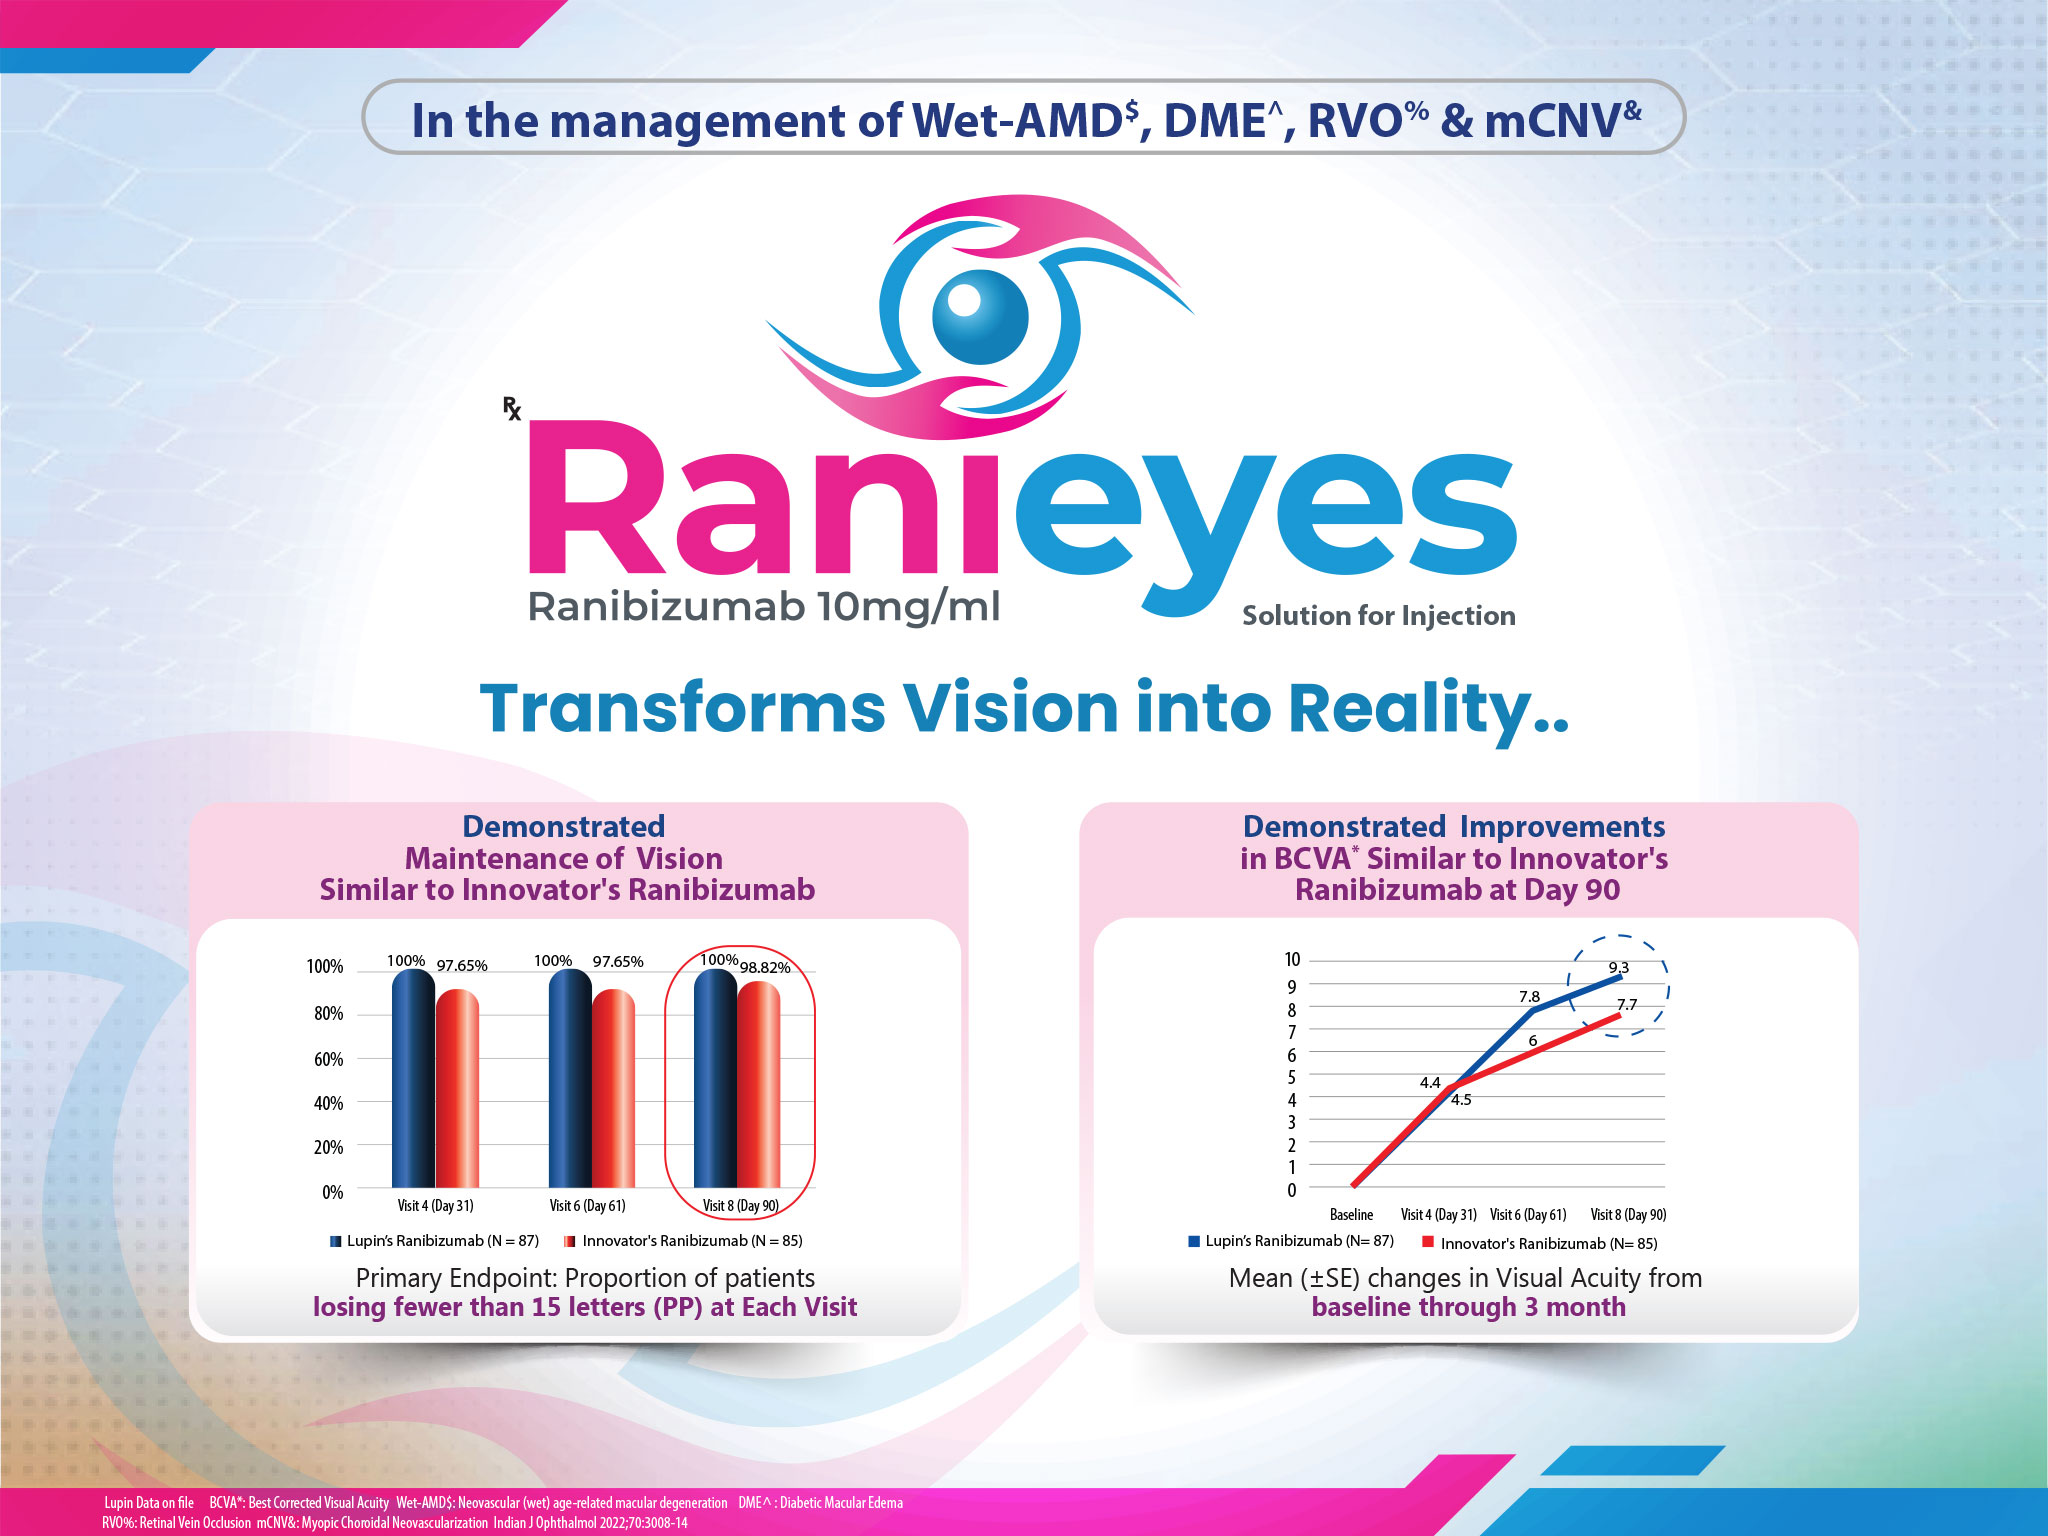 In the management of Wet-AMD$, DME^, RVO% & mCNV&
Rx
Ranieyes
Ranibizumab 10mg/ml
Solution for Injection
Transforms Vision into Reality..
Demonstrated
Maintenance of Vision
Similar to Innovator's Ranibizumab
100%
80%
60%
40%
20%
0%
100% 97.65%
100% 97.65%
100% 98.82%
Visit 4 (Day 31) Visit 6 (Day 61) Visit 8 (Day 90)
Lupin's Ranibizumab (N = 87) Innovator's Ranibizumab (N = 85)
Primary Endpoint: Proportion of patients
losing fewer than 15 letters (PP) at Each Visit
Demonstrated Improvements
in BCVA* Similar to Innovator's
Ranibizumab at Day 90
10
9
8
7
6
5
4
3
2
1
0
9.3
7.8
7.7
6
4.4
4.5
Baseline Visit 4 (Day 31) Visit 6 (Day 61) Visit 8 (Day 90)
Lupin's Ranibizumab (N= 87) Innovator's Ranibizumab (N= 85)
Mean (±SE) changes in Visual Acuity from
baseline through 3 month
Lupin Data on file BCVA*: Best Corrected Visual Acuity Wet-AMD$: Neovascular (wet) age-related macular degeneration DME^ : Diabetic Macular Edema
RVO%: Retinal Vein Occlusion mCNV&: Myopic Choroidal Neovascularization Indian J Ophthalmol 2022;70:3008-14